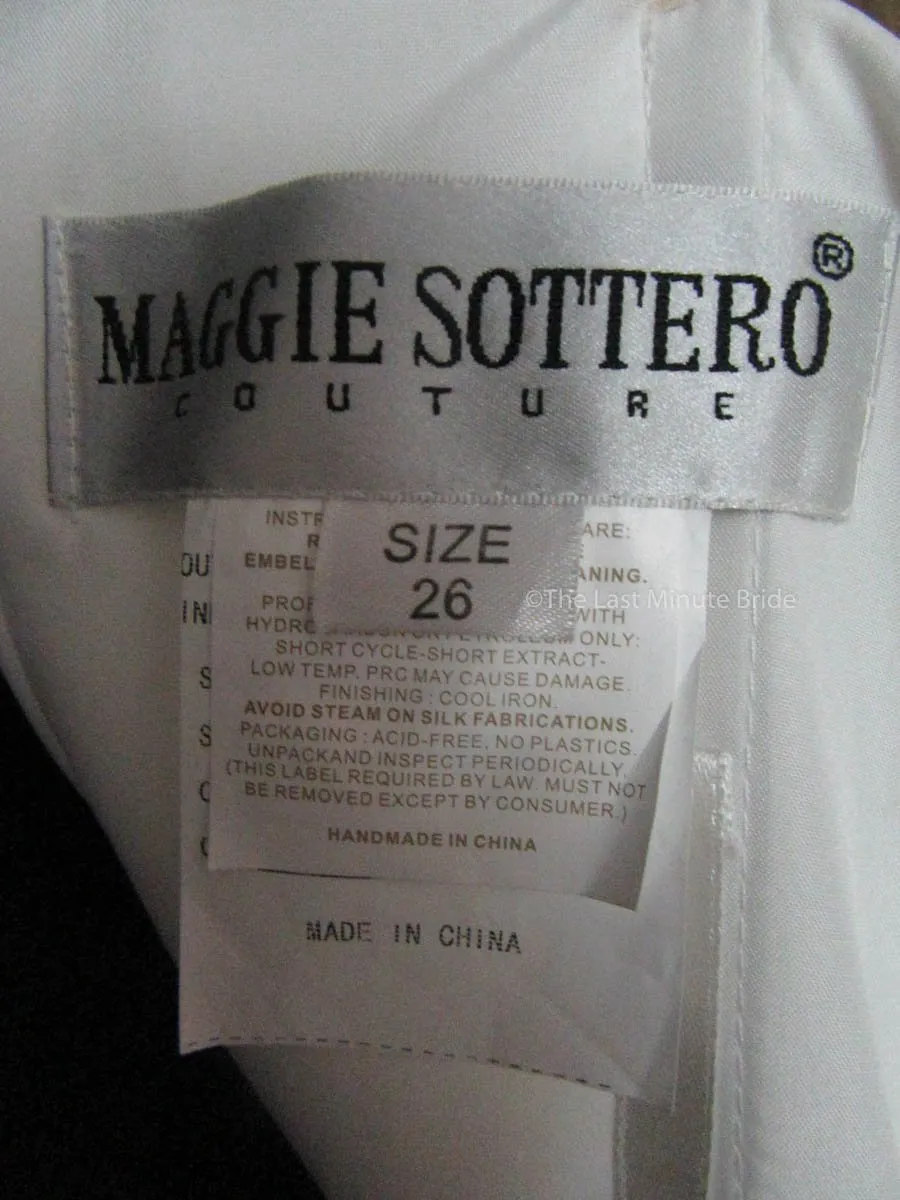 MAGGIE SOTTERO®
COUTURE
SIZE
26
©The Last Minute Bride
ONLY:
SHORT CYCLE-SHORT EXTRACT-
LOW TEMP. PRC MAY CAUSE DAMAGE.
FINISHING : COOL IRON.
AVOID STEAM ON SILK FABRICATIONS.
PACKAGING : ACID-FREE, NO PLASTICS.
UNPACKAND INSPECT PERIODICALLY.
(THIS LABEL REQUIRED BY LAW. MUST NOT
BE REMOVED EXCEPT BY CONSUMER.)
HANDMADE IN CHINA
MADE IN CHINA